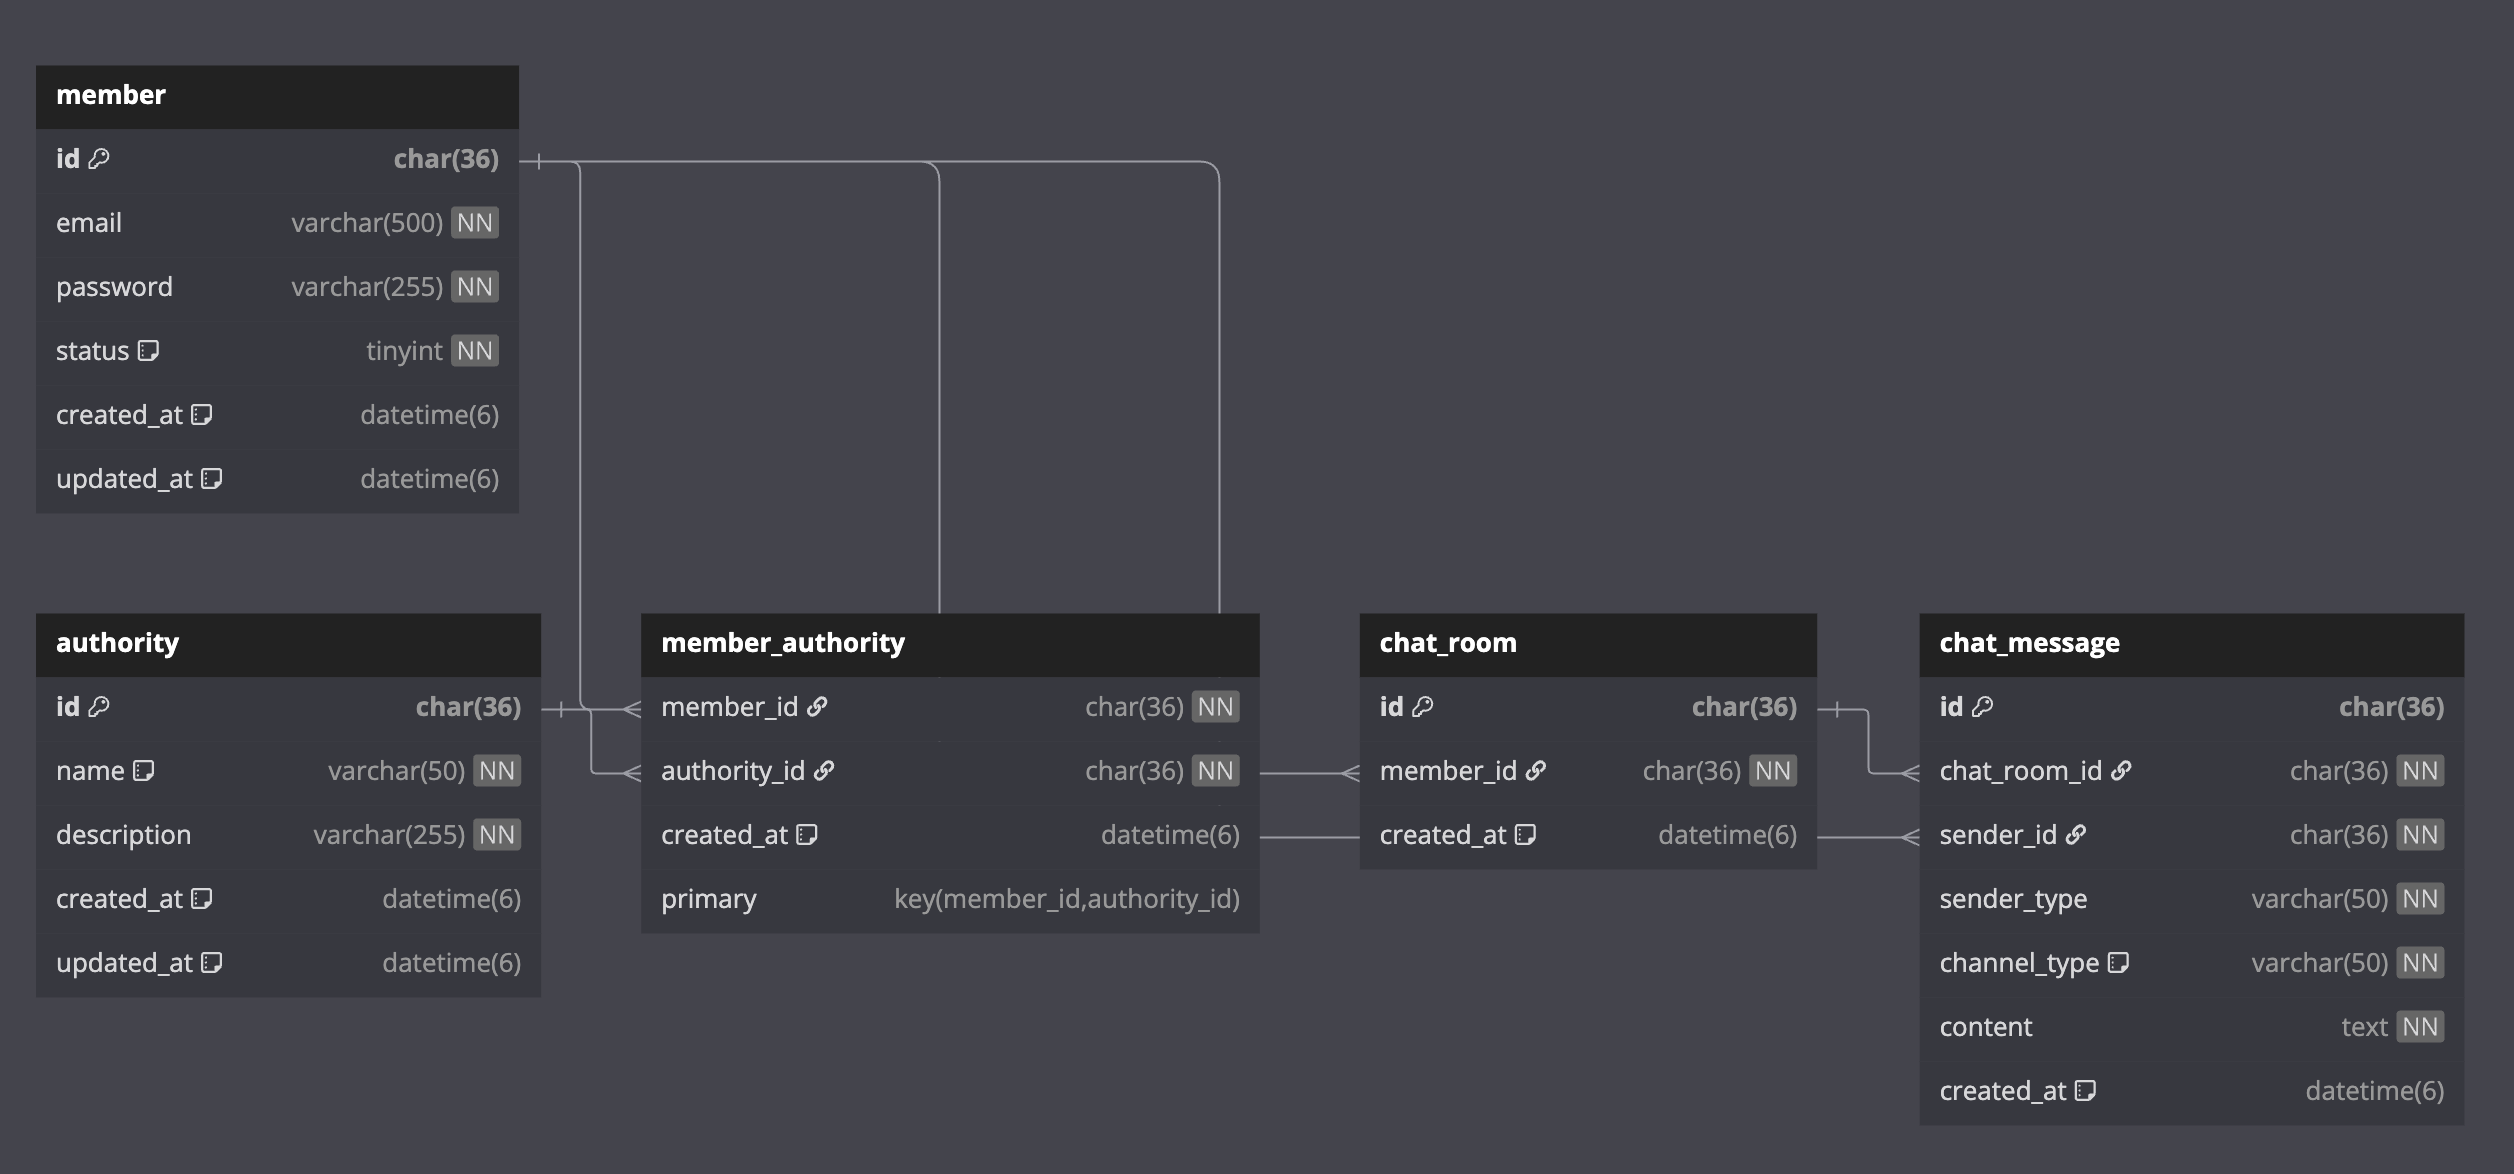 member
id char(36)
email varchar(500) NN
password varchar(255) NN
status tinyint NN
created_at datetime(6)
updated_at datetime(6)
authority
id char(36)
name varchar(50) NN
description varchar(255) NN
created_at datetime(6)
updated_at datetime(6)
member_authority
member_id char(36) NN
authority_id char(36) NN
created_at datetime(6)
primary key(member_id,authority_id)
chat_room
id char(36)
member_id char(36) NN
created_at datetime(6)
chat_message
id char(36)
chat_room_id char(36) NN
sender_id char(36) NN
sender_type varchar(50) NN
channel_type varchar(50) NN
content text NN
created_at datetime(6)